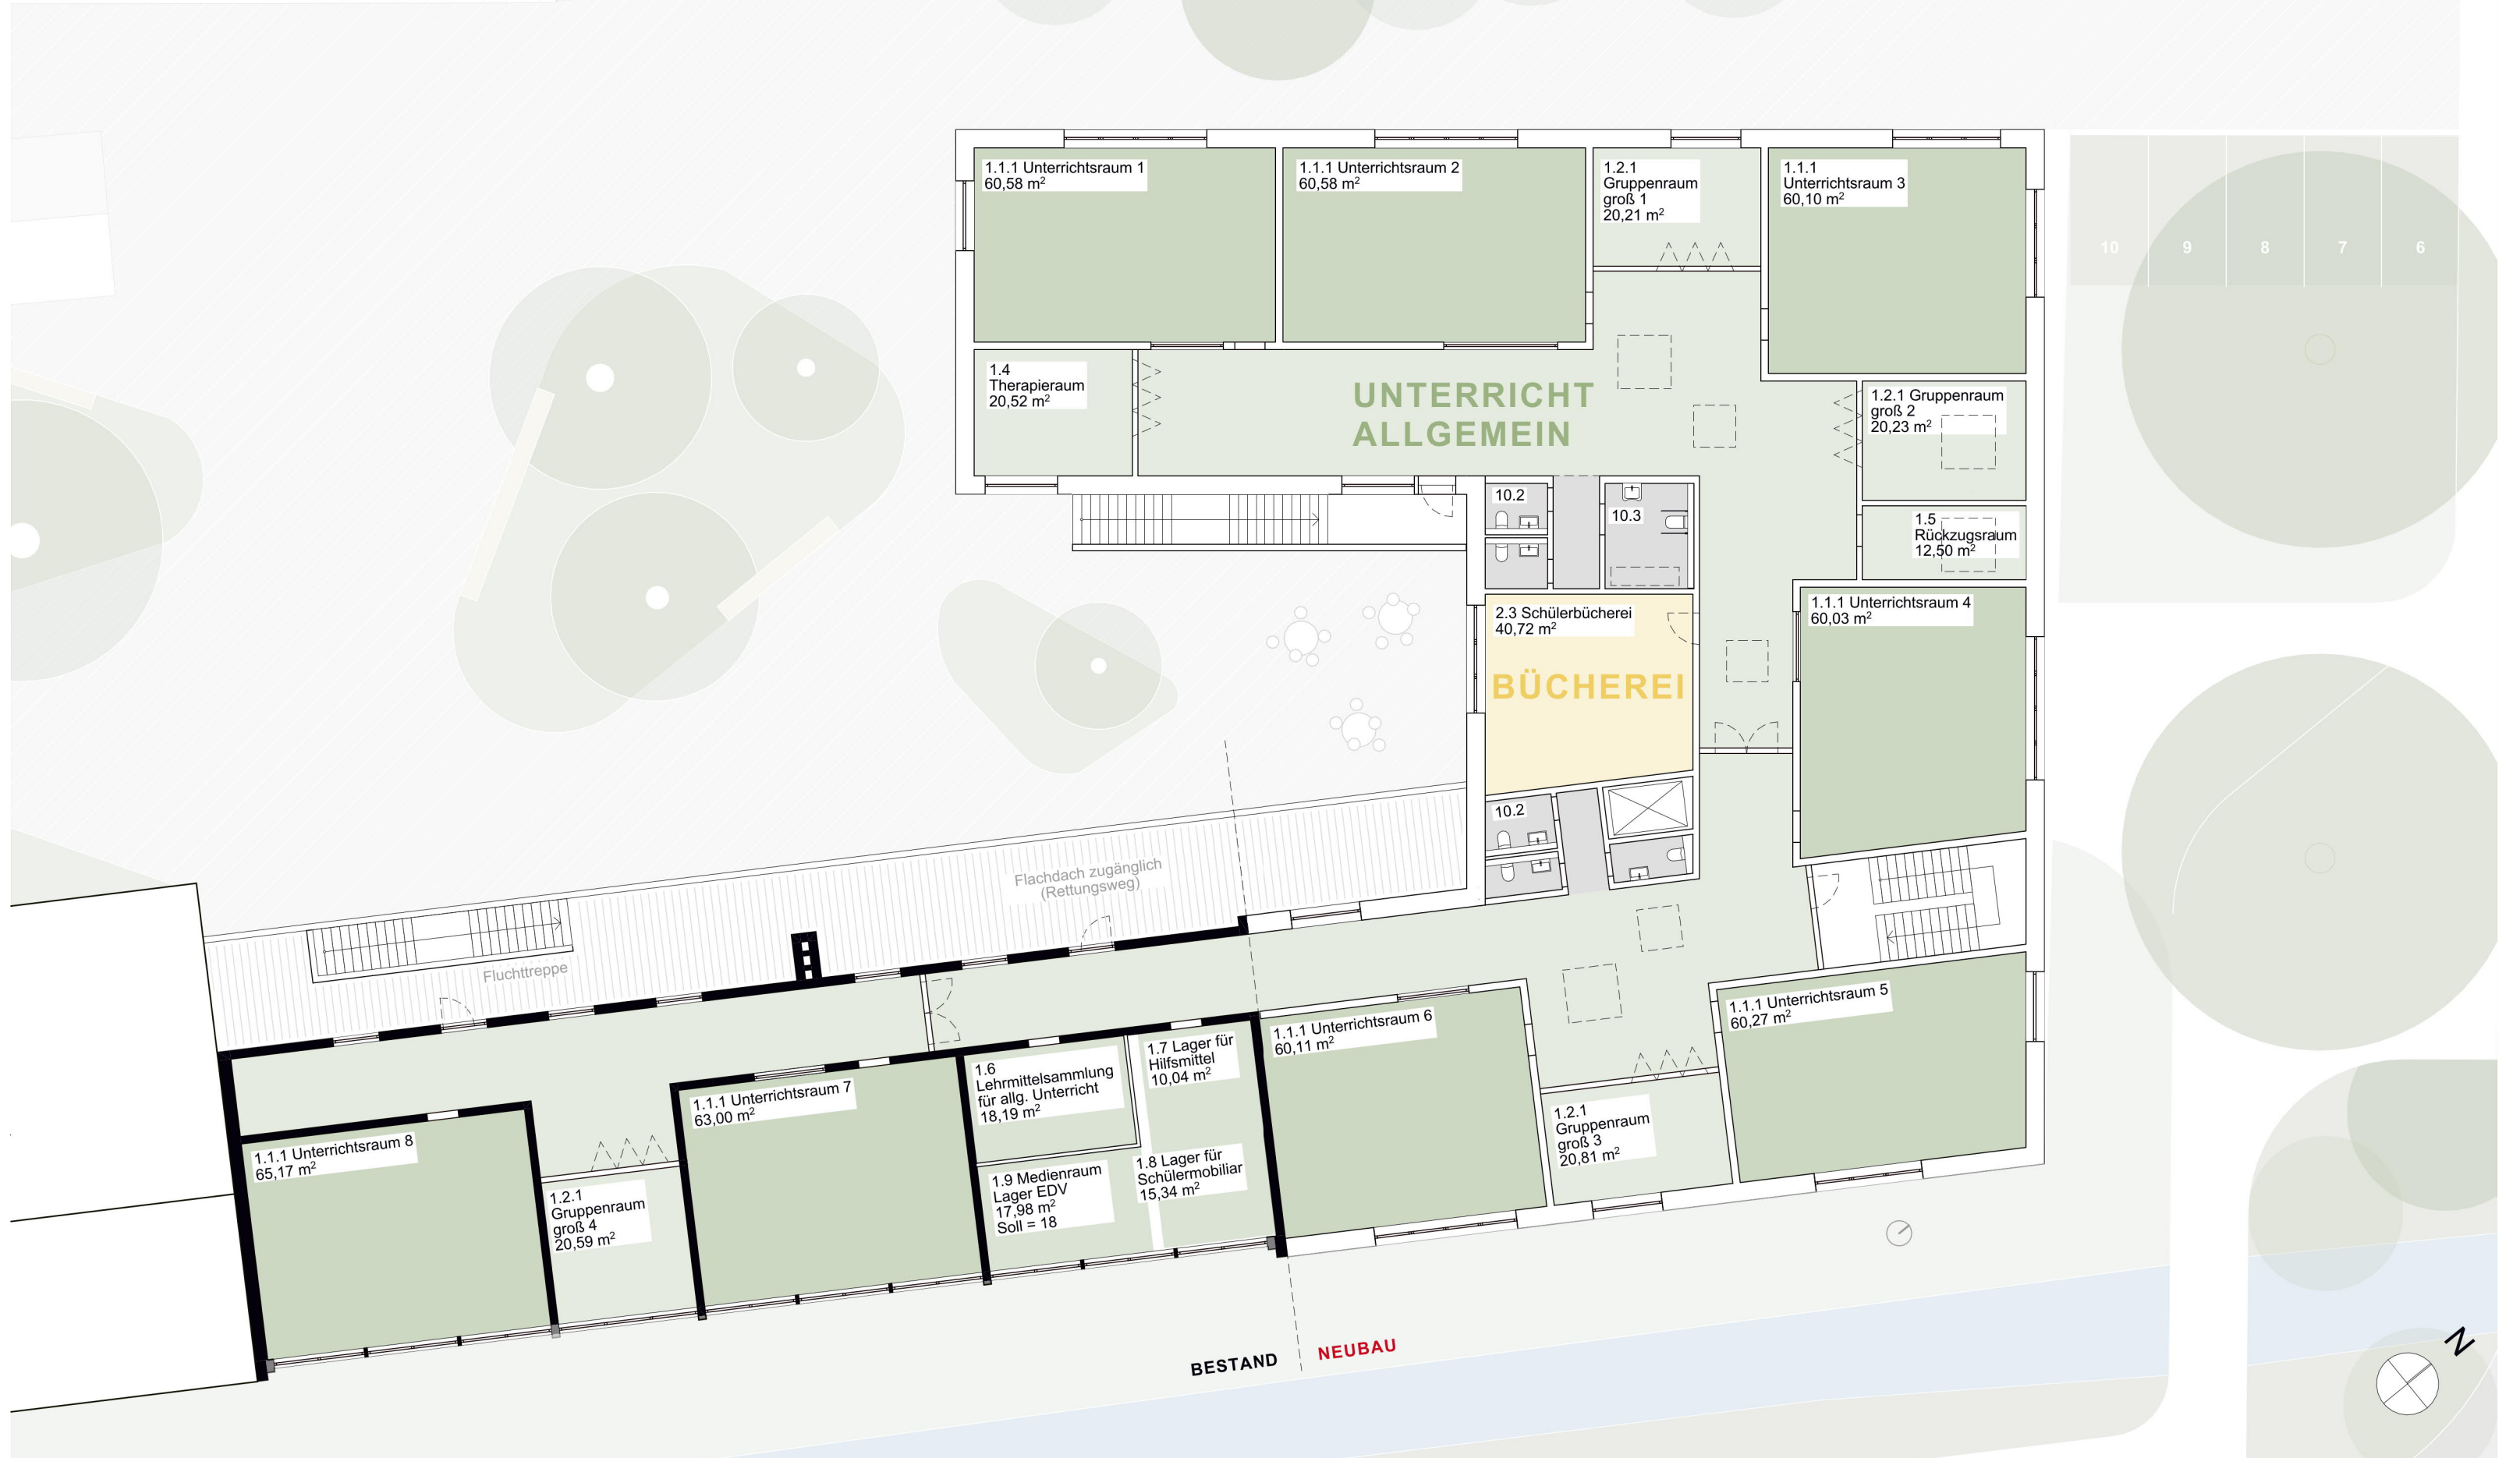 1.1.1 Unterrichtsraum 1
60,58 m²
1.1.1 Unterrichtsraum 2
60,58 m²
1.2.1
Gruppenraum
groß 1
20,21 m²
1.1.1
Unterrichtsraum 3
60,10 m²
10
9
8
7
6
1.4
Therapieraum
20,52 m²
UNTERRICHT
ALLGEMEIN
1.2.1 Gruppenraum
groß 2
20,23 m²
10.2
10.3
1.5
Rückzugsraum
12,50 m²
2.3 Schülerbücherei
40,72 m²
BÜCHEREI
1.1.1 Unterrichtsraum 4
60,03 m²
10.2
Flachdach zugänglich
(Rettungsweg)
Fluchttreppe
1.1.1 Unterrichtsraum 5
60,27 m²
1.1.1 Unterrichtsraum 6
60,11 m²
1.7 Lager für
Hilfsmittel
10,04 m²
1.6
Lehrmittelsammlung
für allg. Unterricht
18,19 m²
1.1.1 Unterrichtsraum 7
63,00 m²
1.2.1
Gruppenraum
groß 3
20,81 m²
1.1.1 Unterrichtsraum 8
65,17 m²
1.8 Lager für
Schülermobiliar
15,34 m²
1.9 Medienraum
Lager EDV
17,98 m²
Soll = 18
1.2.1
Gruppenraum
groß 4
20,59 m²
BESTAND
NEUBAU
N